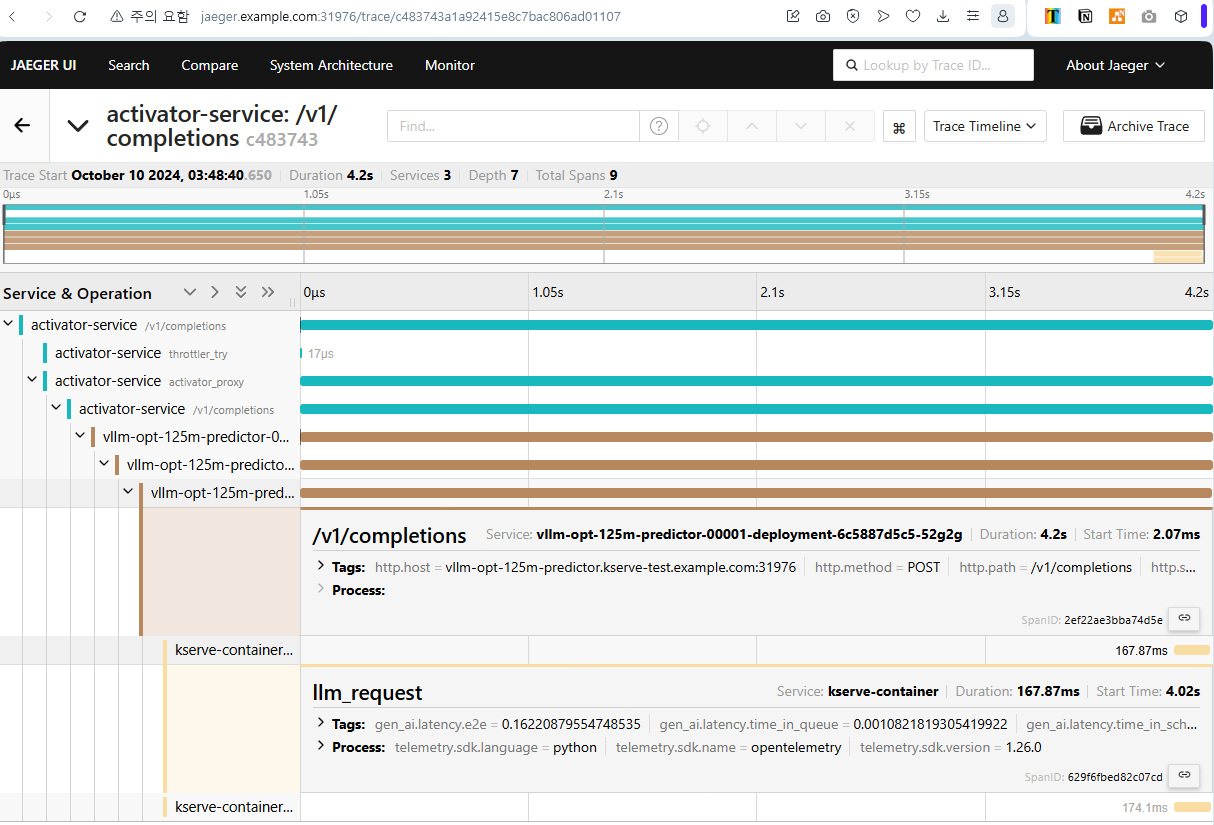 주의 요함 jaeger.example.com:31976/trace/c483743a1a92415e8c7bac806ad01107
JAEGER UI Search Compare System Architecture Monitor Lookup by Trace ID... About Jaeger
activator-service: /v1/
completions c483743
Find... Trace Timeline Archive Trace
Trace Start October 10 2024, 03:48:40.650 Duration 4.2s Services 3 Depth 7 Total Spans 9
0μs 1.05s 2.1s 3.15s 4.2s
Service & Operation 0μs 1.05s 2.1s 3.15s 4.2s
activator-service /v1/completions
activator-service throttler_try 17μs
activator-service activator_proxy
activator-service /v1/completions
vllm-opt-125m-predictor-0...
vllm-opt-125m-predicto...
vllm-opt-125m-pred...
/v1/completions Service: vllm-opt-125m-predictor-00001-deployment-6c5887d5c5-52g2g Duration: 4.2s Start Time: 2.07ms
Tags: http.host = vllm-opt-125m-predictor.kserve-test.example.com:31976 http.method = POST http.path = /v1/completions http.s...
Process:
SpanID: 2ef22ae3bba74d5e
kserve-container... 167.87ms
llm_request Service: kserve-container Duration: 167.87ms Start Time: 4.02s
Tags: gen_ai.latency.e2e = 0.16220879554748535 gen_ai.latency.time_in_queue = 0.0010821819305419922 gen_ai.latency.time_in_sch...
Process: telemetry.sdk.language = python telemetry.sdk.name = opentelemetry telemetry.sdk.version = 1.26.0
SpanID: 629f6fbed82c07cd
kserve-container... 174.1ms